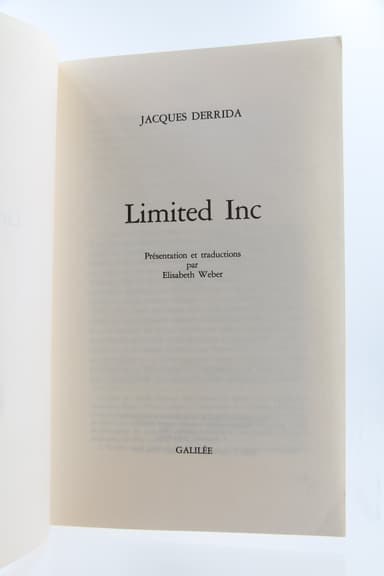 JACQUES DERRIDA
Limited Inc
Présentation et traductions
par
Elisabeth Weber
GALILÉE